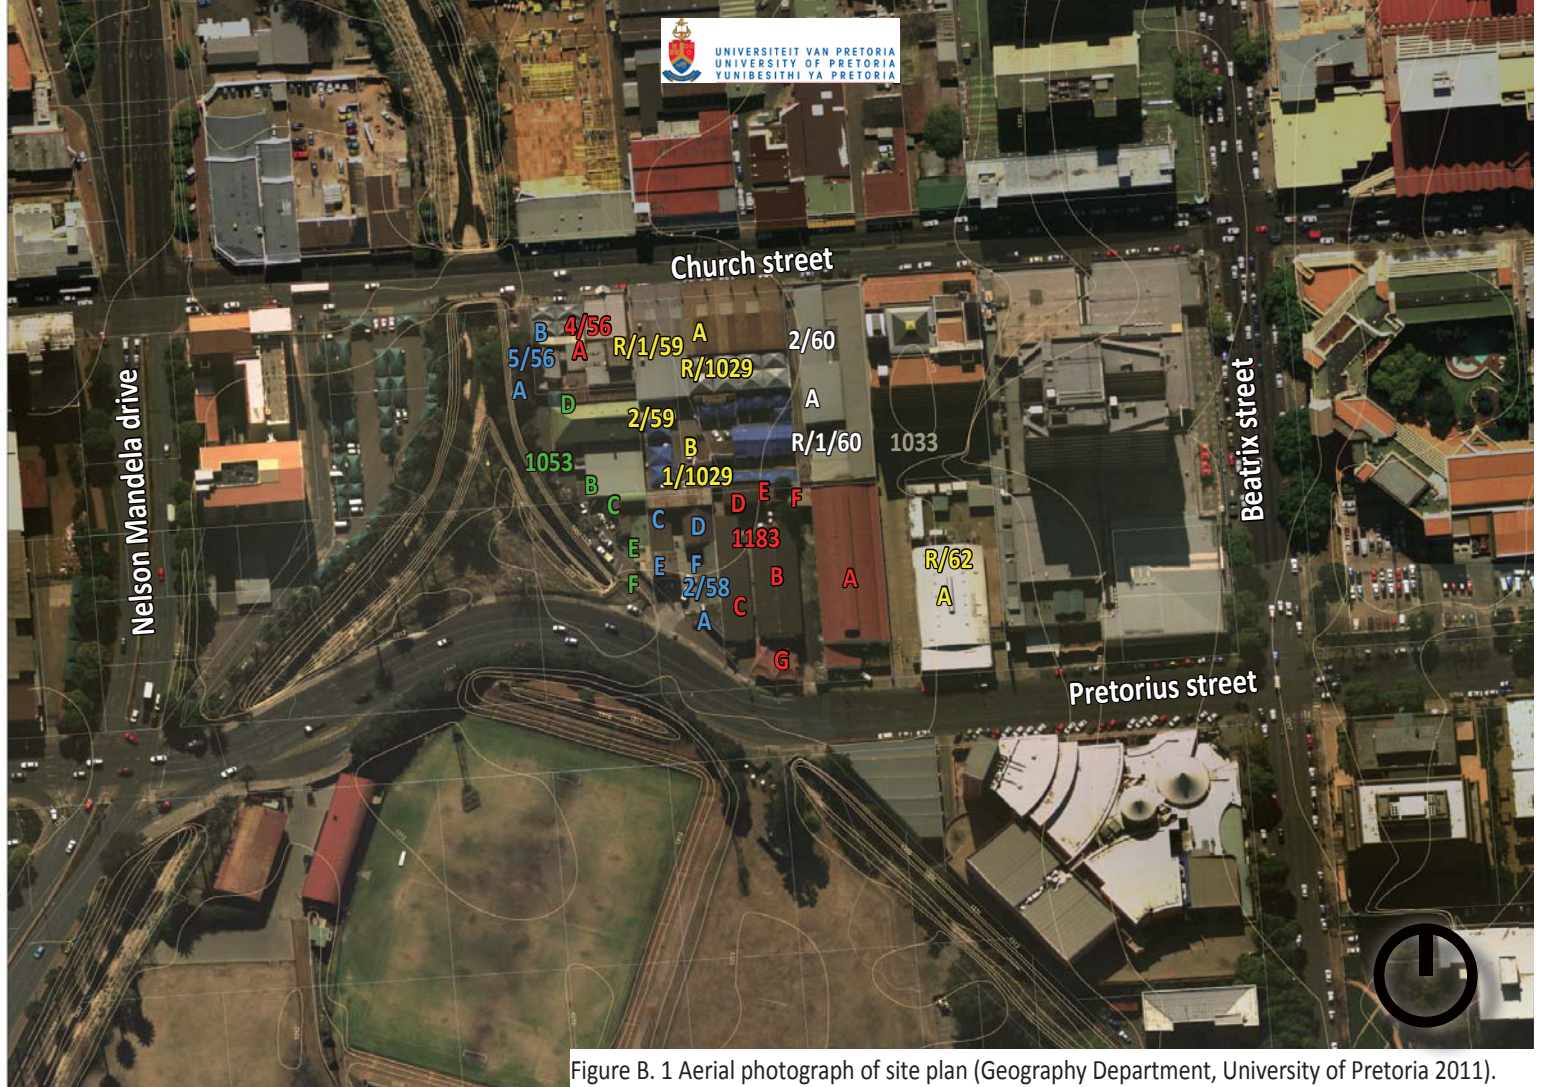 UNIVERSITEIT VAN PRETORIA
UNIVERSITY OF PRETORIA
YUNIBESITHI YA PRETORIA
Church street
B
4/56
A
5/56
A
R/1/59
A
R/1029
2/60
A
D
2/59
B
R/1/60
1033
1053
B
C
1/1029
D
E
F
C
D
1183
E
E
F
2/58
F
A
B
C
A
G
R/62
A
Nelson Mandela drive
Beatrix street
Pretorius street
Figure B. 1 Aerial photograph of site plan (Geography Department, University of Pretoria 2011).